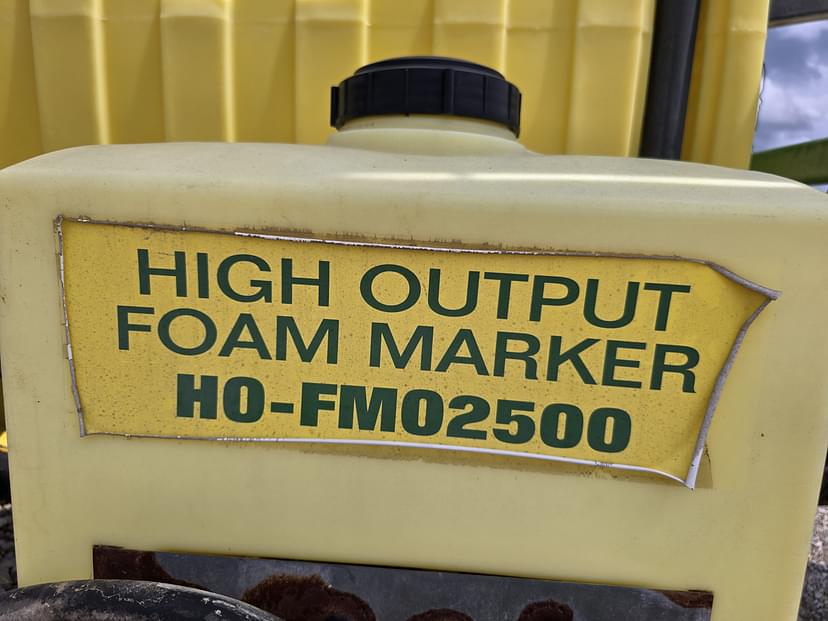 HIGH OUTPUT
FOAM MARKER
HO-FM02500